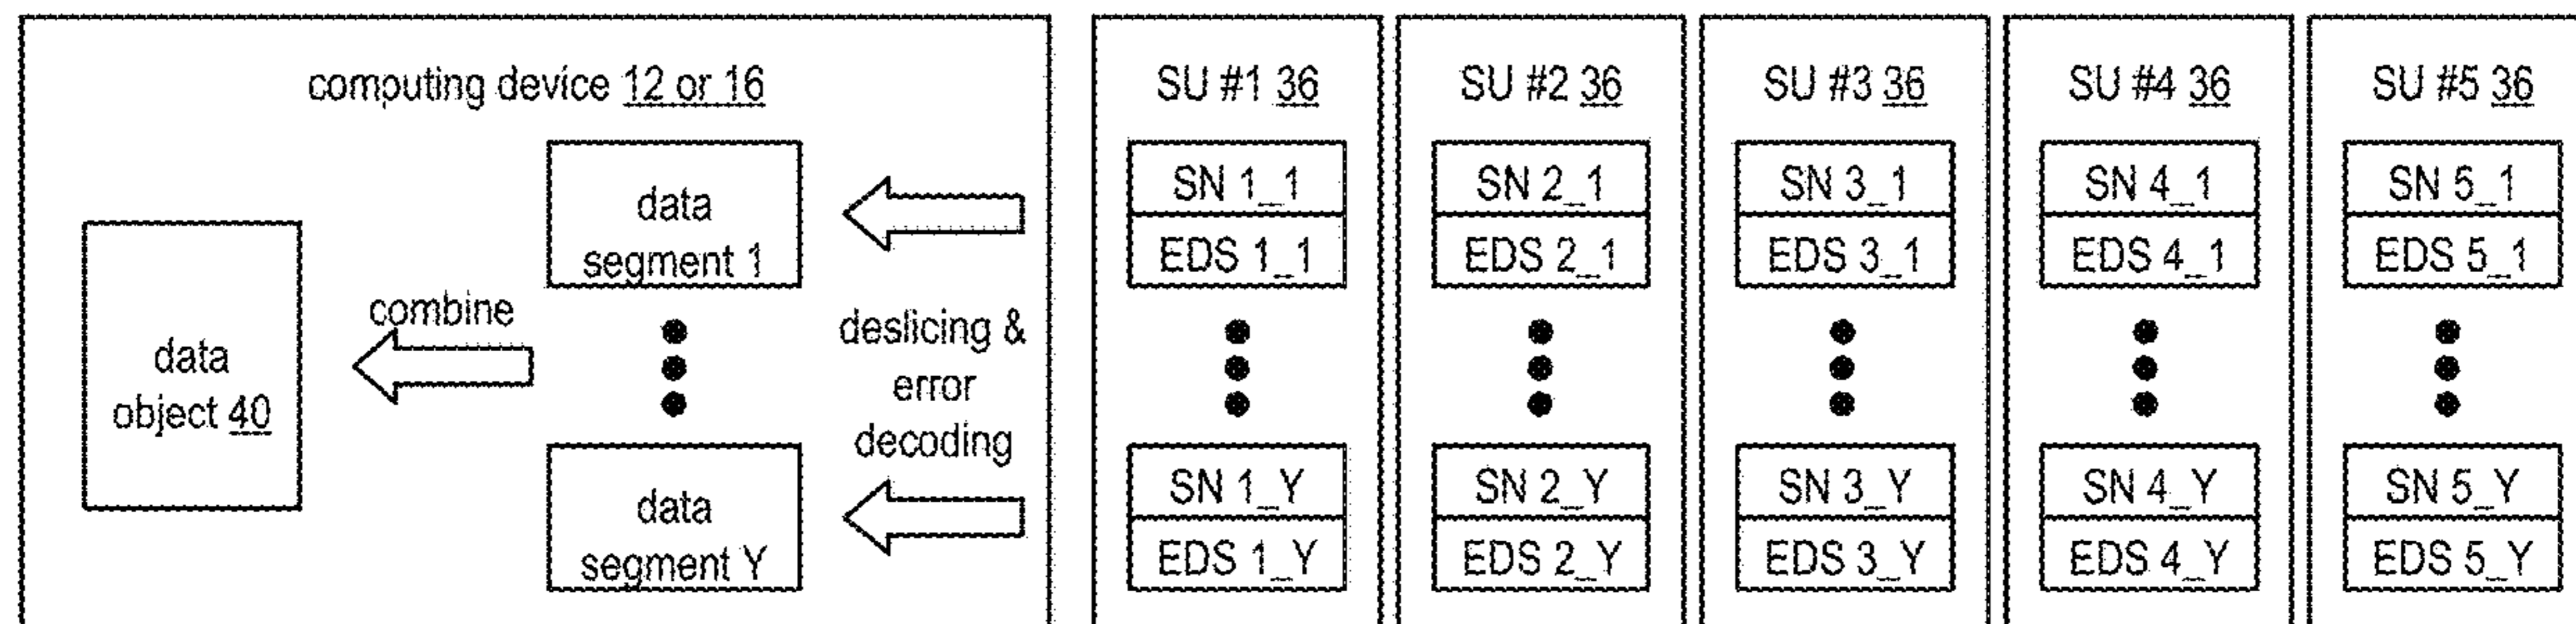 computing device 12 or 16
data
segment 1
combine
data
object 40
deslicing &
error
decoding
data
segment Y
SU #1 36
SN 1_1
EDS 1_1
SN 1_Y
EDS 1_Y
SU #2 36
SN 2_1
EDS 2_1
SN 2_Y
EDS 2_Y
SU #3 36
SN 3_1
EDS 3_1
SN 3_Y
EDS 3_Y
SU #4 36
SN 4_1
EDS 4_1
SN 4_Y
EDS 4_Y
SU #5 36
SN 5_1
EDS 5_1
SN 5_Y
EDS 5_Y